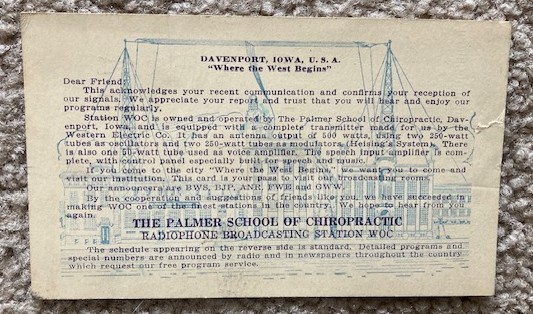 DAVENPORT, IOWA, U. S. A.
"Where the West Begins"
Dear Friend:
This acknowledges your recent communication and confirms your reception of
our signals. We appreciate your report and trust that you will hear and enjoy our
programs regularly.
Station WOC is owned and operated by The Palmer School of Chiropractic, Dav-
enport, Iowa, and is equipped with a complete transmitter made for us by the
Western Electric Co. It has an antenna output of 500 watts, using two 250-watt
tubes as oscillators and two 250-watt tubes as modulators (Heising's System). There
is also one 50-watt tube used as voice amplifier. The speech input amplifier is com-
plete, with control panel especially built for speech and music.
If you come to the city "Where the West Begins," we want you to come and
visit our institution. This card is your pass to visit our broadcasting rooms.
Our announcers are BWS, BJP, ANR, FWE and GWW.
By the cooperation and suggestions of friends like you, we have succeeded in
making WOC one of the finest stations in the country. We hope to hear from you
again.
THE PALMER SCHOOL OF CHIROPRACTIC
RADIOPHONE BROADCASTING STATION WOC
The schedule appearing on the reverse side is standard. Detailed programs and
special numbers are announced by radio and in newspapers throughout the country
which request our free program service.